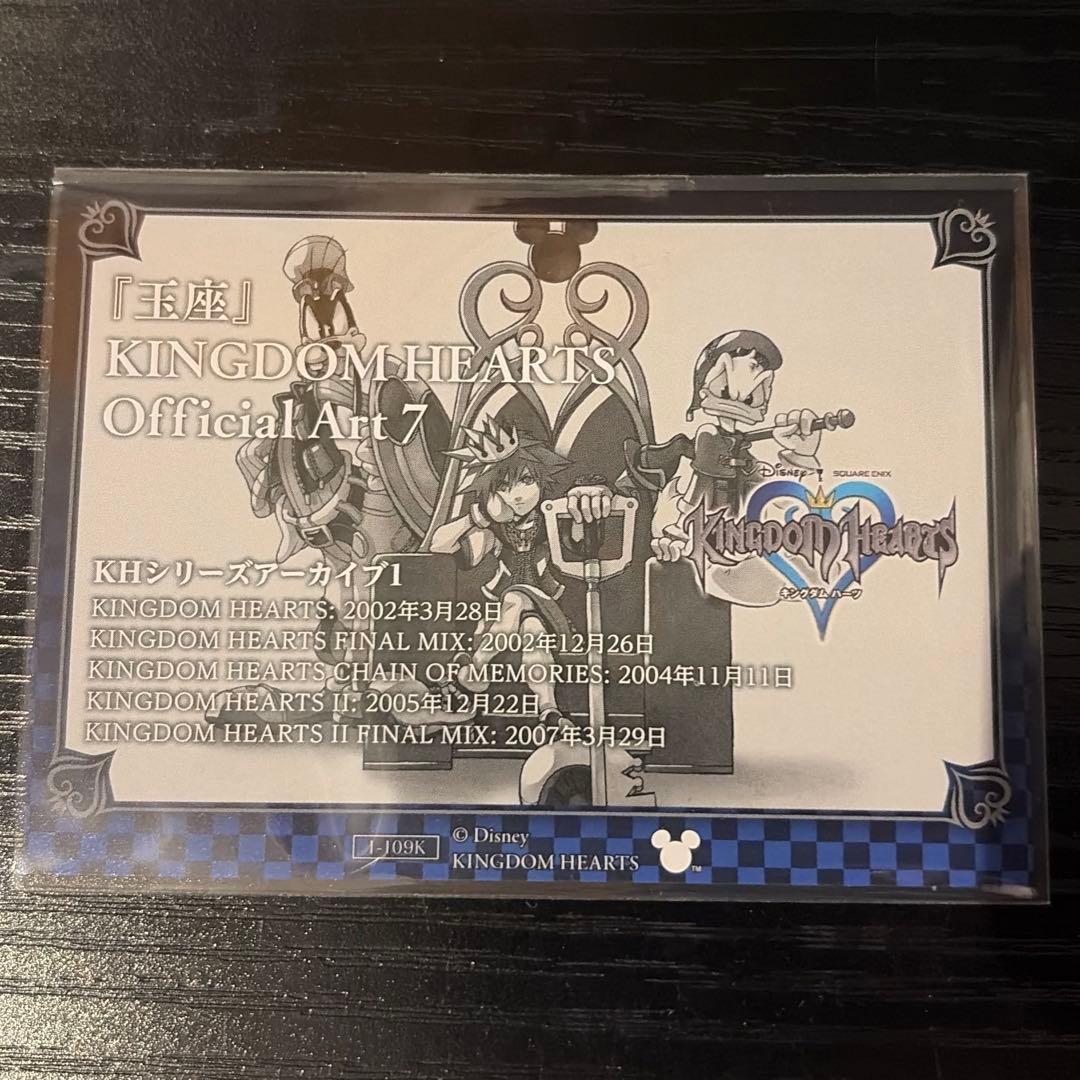 『玉座』
KINGDOM HEARTS
Official Art 7
DISNEY
SQUARE ENIX
KINGDOM HEARTS
キングダム ハーツ
KHシリーズアーカイブ1
KINGDOM HEARTS: 2002年3月28日
KINGDOM HEARTS FINAL MIX: 2002年12月26日
KINGDOM HEARTS CHAIN OF MEMORIES: 2004年11月11日
KINGDOM HEARTS II: 2005年12月22日
KINGDOM HEARTS II FINAL MIX: 2007年3月29日
1-109K
© Disney
KINGDOM HEARTS
TM